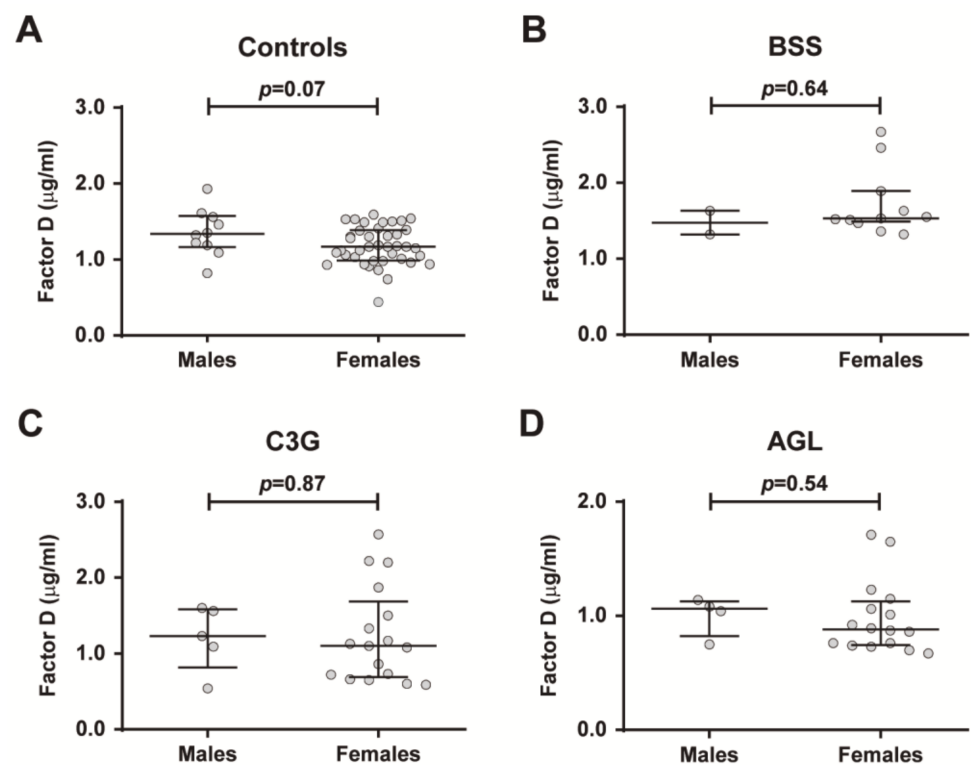 A
Controls
p=0.07
3.0
2.0
1.0
0.0
Factor D (μg/ml)
Males Females
B
BSS
p=0.64
3.0
2.0
1.0
0.0
Factor D (μg/ml)
Males Females
C
C3G
p=0.87
3.0
2.0
1.0
0.0
Factor D (μg/ml)
Males Females
D
AGL
p=0.54
2.0
1.0
0.0
Factor D (μg/ml)
Males Females